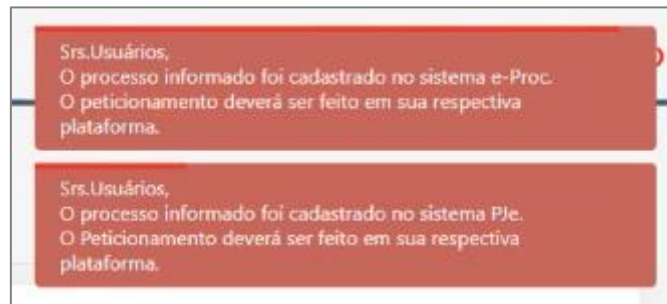 Srs.Usuários,
O processo informado foi cadastrado no sistema e-Proc.
O peticionamento deverá ser feito em sua respectiva
plataforma.
Srs.Usuários,
O processo informado foi cadastrado no sistema PJe.
O Peticionamento deverá ser feito em sua respectiva
plataforma.